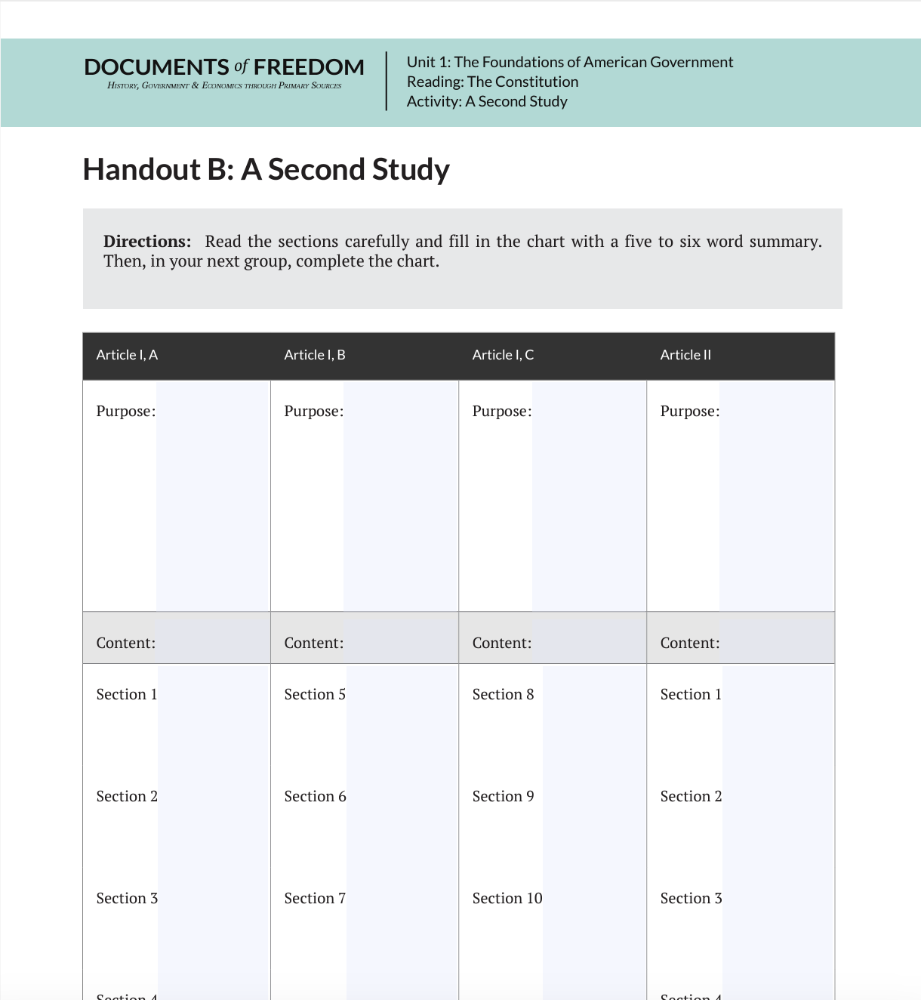 DOCUMENTS of FREEDOM
History, Government & Economics through Primary Sources
Unit 1: The Foundations of American Government
Reading: The Constitution
Activity: A Second Study
Handout B: A Second Study
Directions: Read the sections carefully and fill in the chart with a five to six word summary.
Then, in your next group, complete the chart.
Article I, A Article I, B Article I, C Article II
Purpose: Purpose: Purpose: Purpose:
Content: Content: Content: Content:
Section 1 Section 5 Section 8 Section 1
Section 2 Section 6 Section 9 Section 2
Section 3 Section 7 Section 10 Section 3
Section 4 Section 4